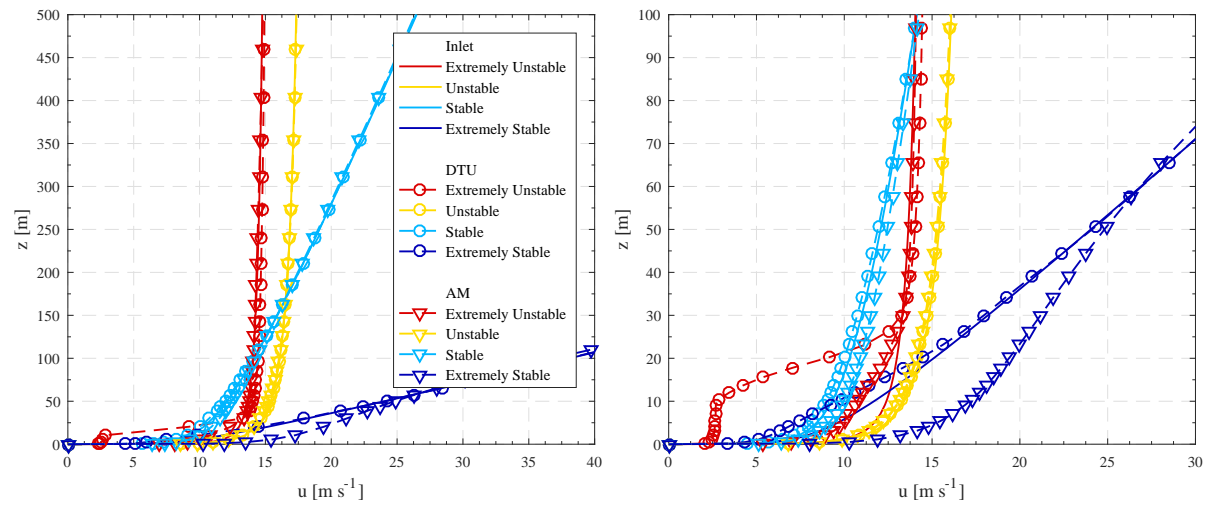 500
450
400
350
300
250
200
150
100
50
0
z [m]
0 5 10 15 20 25 30 35 40
u [m s-1]
Inlet
Extremely Unstable
Unstable
Stable
Extremely Stable
DTU
Extremely Unstable
Unstable
Stable
Extremely Stable
AM
Extremely Unstable
Unstable
Stable
Extremely Stable
100
90
80
70
60
50
40
30
20
10
0
z [m]
0 5 10 15 20 25 30
u [m s-1]